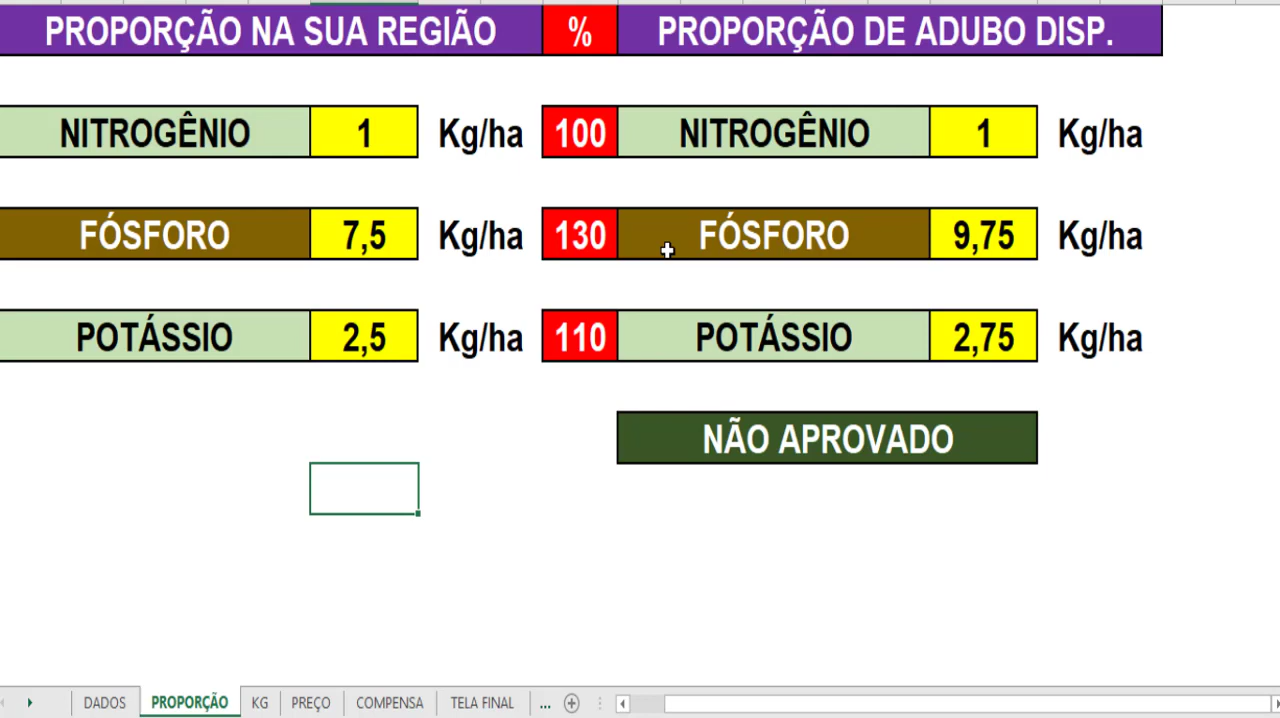 PROPORÇÃO NA SUA REGIÃO % PROPORÇÃO DE ADUBO DISP.
NITROGÊNIO 1 Kg/ha 100 NITROGÊNIO 1 Kg/ha
FÓSFORO 7,5 Kg/ha 130 FÓSFORO 9,75 Kg/ha
POTÁSSIO 2,5 Kg/ha 110 POTÁSSIO 2,75 Kg/ha
NÃO APROVADO
DADOS PROPORÇÃO KG PREÇO COMPENSA TELA FINAL ...